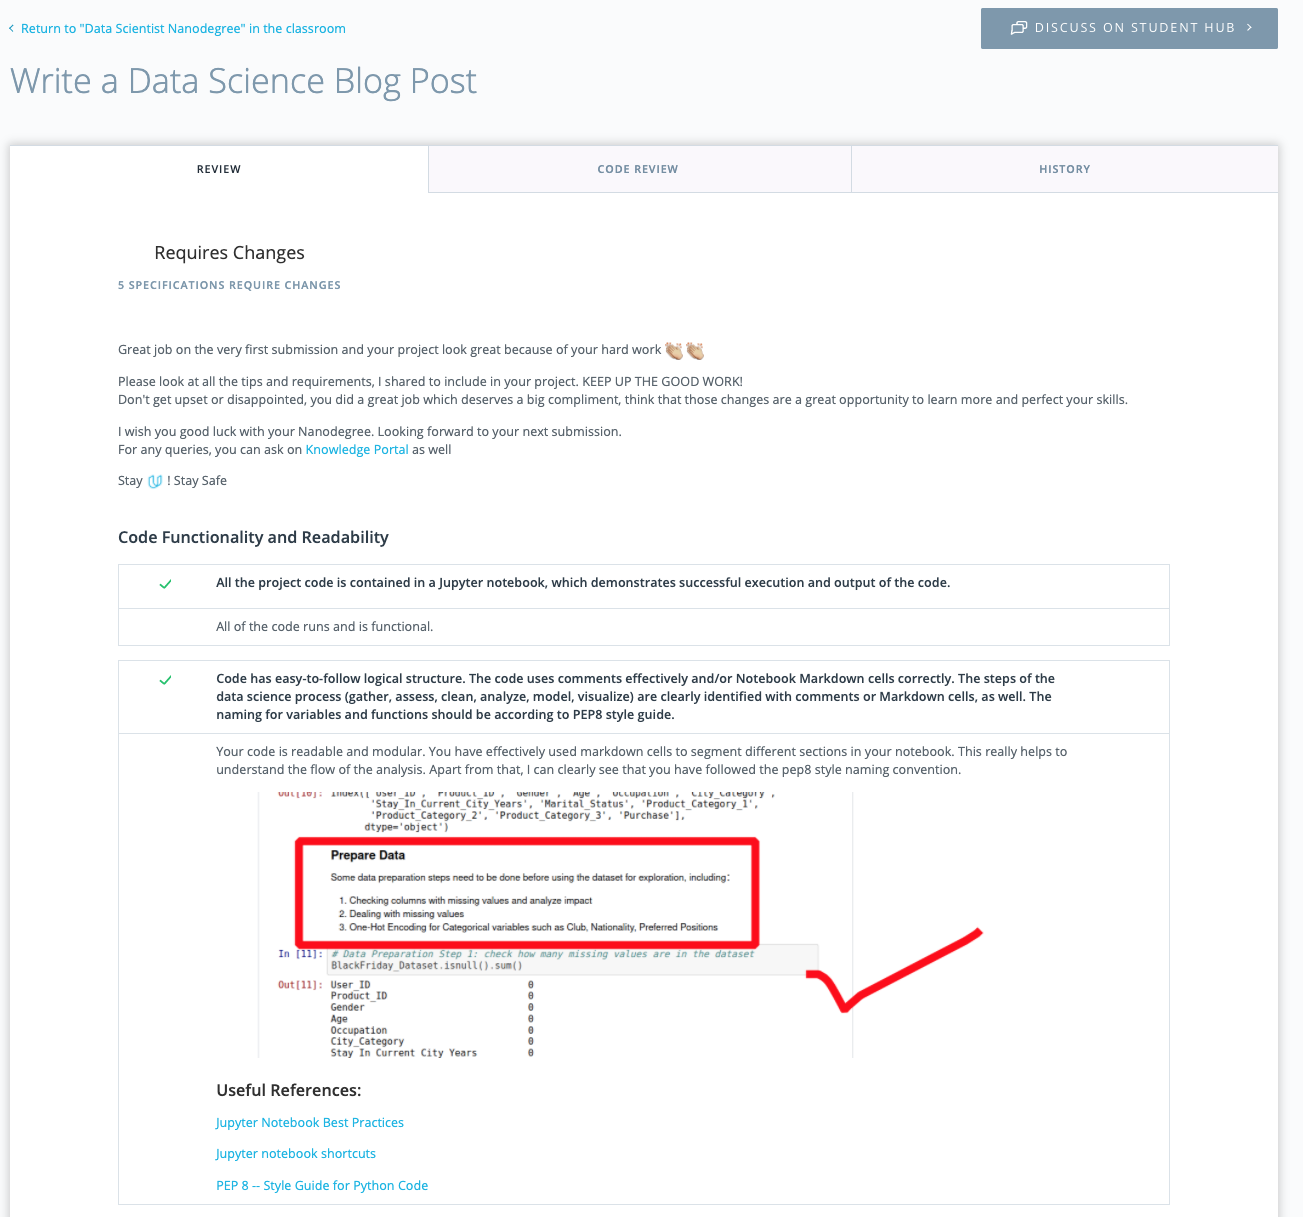 Return to "Data Scientist Nanodegree" in the classroom
DISCUSS ON STUDENT HUB
Write a Data Science Blog Post
REVIEW
CODE REVIEW
HISTORY
Requires Changes
5 SPECIFICATIONS REQUIRE CHANGES
Great job on the very first submission and your project look great because of your hard work 👏🏼👏🏼
Please look at all the tips and requirements, I shared to include in your project. KEEP UP THE GOOD WORK!
Don't get upset or disappointed, you did a great job which deserves a big compliment, think that those changes are a great opportunity to learn more and perfect your skills.
I wish you good luck with your Nanodegree. Looking forward to your next submission.
For any queries, you can ask on Knowledge Portal as well
Stay ! Stay Safe
Code Functionality and Readability
All the project code is contained in a Jupyter notebook, which demonstrates successful execution and output of the code.
All of the code runs and is functional.
Code has easy-to-follow logical structure. The code uses comments effectively and/or Notebook Markdown cells correctly. The steps of the
data science process (gather, assess, clean, analyze, model, visualize) are clearly identified with comments or Markdown cells, as well. The
naming for variables and functions should be according to PEP8 style guide.
Your code is readable and modular. You have effectively used markdown cells to segment different sections in your notebook. This really helps to
understand the flow of the analysis. Apart from that, I can clearly see that you have followed the pep8 style naming convention.
Out[10]: Index(['User_ID', 'Product_ID', 'Gender', 'Age', 'Occupation', 'City_Category',
'Stay_In_Current_City_Years', 'Marital_Status', 'Product_Category_1',
'Product_Category_2', 'Product_Category_3', 'Purchase'],
dtype='object')
Prepare Data
Some data preparation steps need to be done before using the dataset for exploration, including:
1. Checking columns with missing values and analyze impact
2. Dealing with missing values
3. One-Hot Encoding for Categorical variables such as Club, Nationality, Preferred Positions
In [11]: # Data Preparation Step 1: check how many missing values are in the dataset
BlackFriday_Dataset.isnull().sum()
Out[11]: User_ID 0
Product_ID 0
Gender 0
Age 0
Occupation 0
City_Category 0
Stay In Current City Years 0
Useful References:
Jupyter Notebook Best Practices
Jupyter notebook shortcuts
PEP 8 -- Style Guide for Python Code